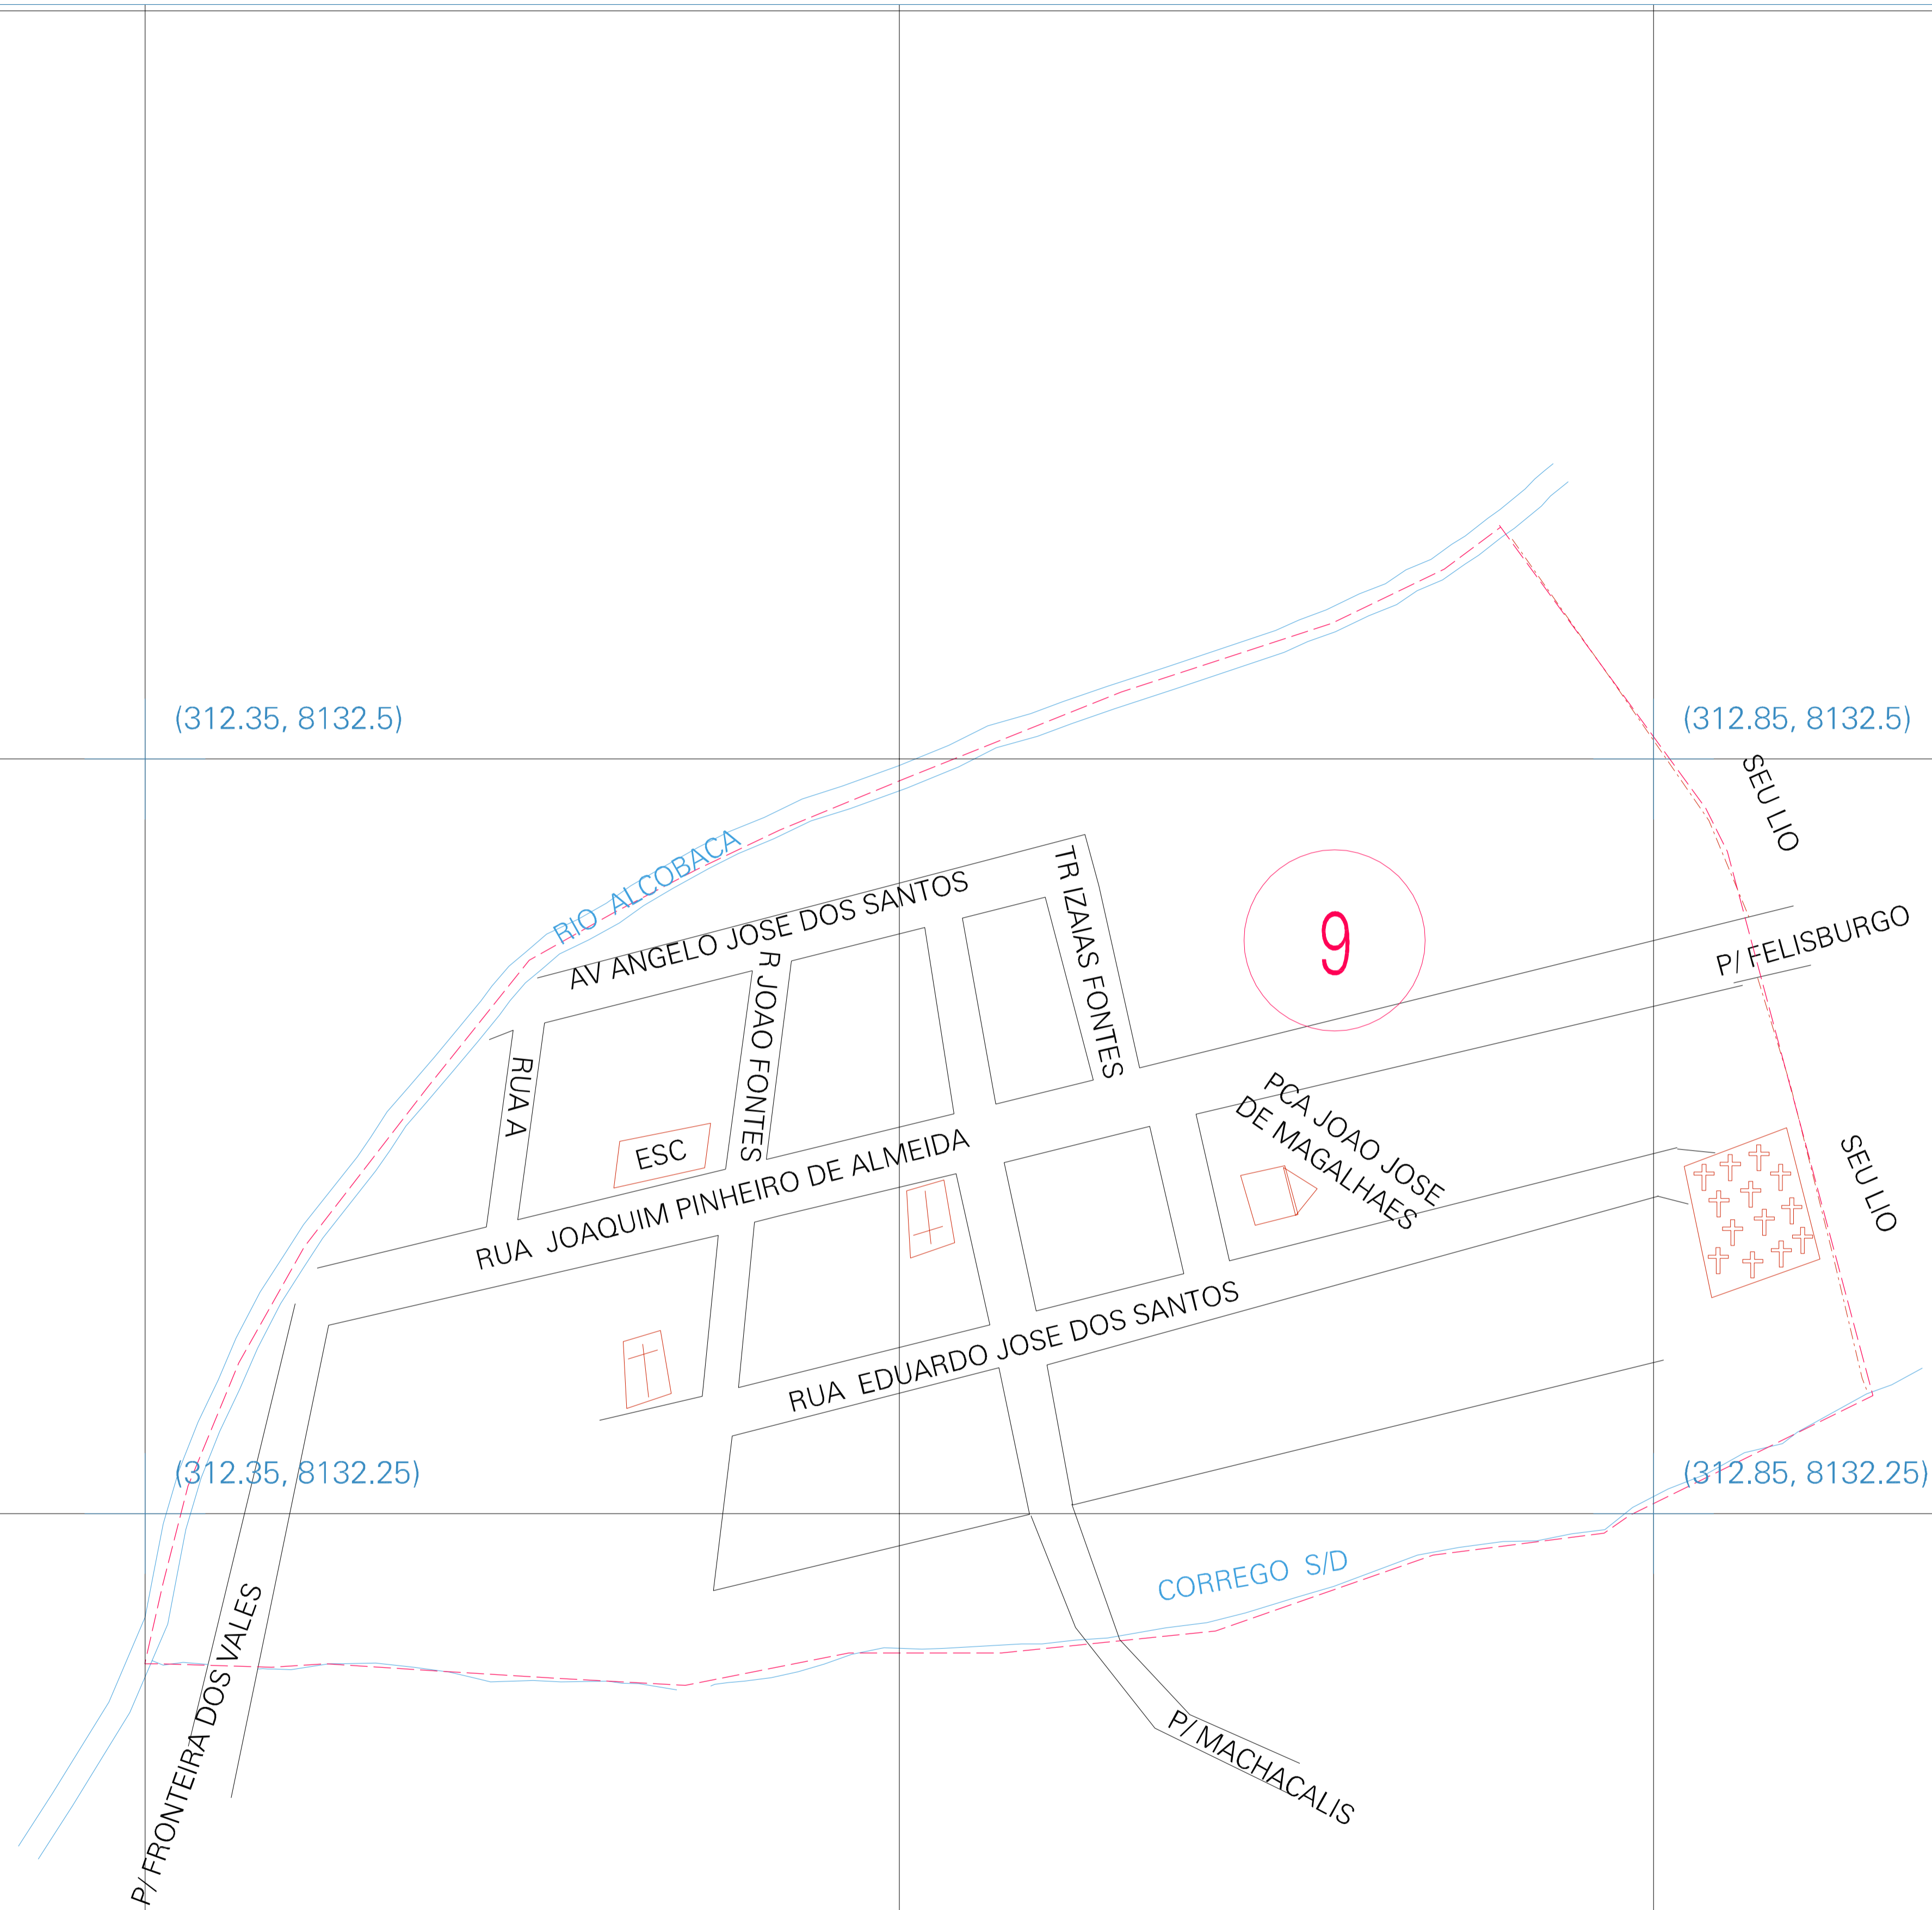 (312.35, 8132.5)
(312.85, 8132.5)
SEU LIO
RIO ALCOBACA
AV ANGELO JOSE DOS SANTOS
TR IZAIAS FONTES
9
P/ FELISBURGO
R JOAO FONTES
RUA A
PCA JOAO JOSE
DE MAGALHAES
ESC
RUA JOAQUIM PINHEIRO DE ALMEIDA
SEU LIO
RUA EDUARDO JOSE DOS SANTOS
(312.35, 8132.25)
(312.85, 8132.25)
CORREGO S/D
P/ FRONTEIRA DOS VALES
P/ MACHACALIS